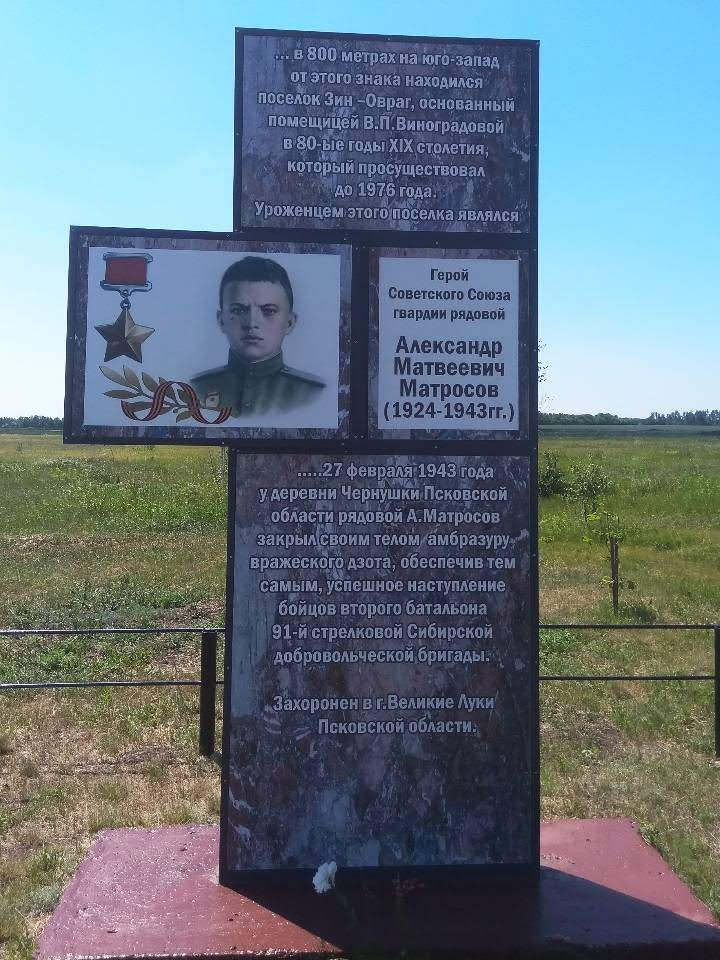 ... в 800 метрах на юго-запад
от этого знака находился
поселок Зин –Овраг, основанный
помещицей В.П.Виноградовой
в 80-ые годы XIX столетия,
который просуществовал
до 1976 года.
Уроженцем этого поселка являлся
Герой
Советского Союза
гвардии рядовой
Александр
Матвеевич
Матросов
(1924-1943гг.)
.....27 февраля 1943 года
у деревни Чернушки Псковской
области рядовой А.Матросов
закрыл своим телом амбразуру
вражеского дзота, обеспечив тем
самым, успешное наступление
бойцов второго батальона
91-й стрелковой Сибирской
добровольческой бригады.
Захоронен в г.Великие Луки
Псковской области.